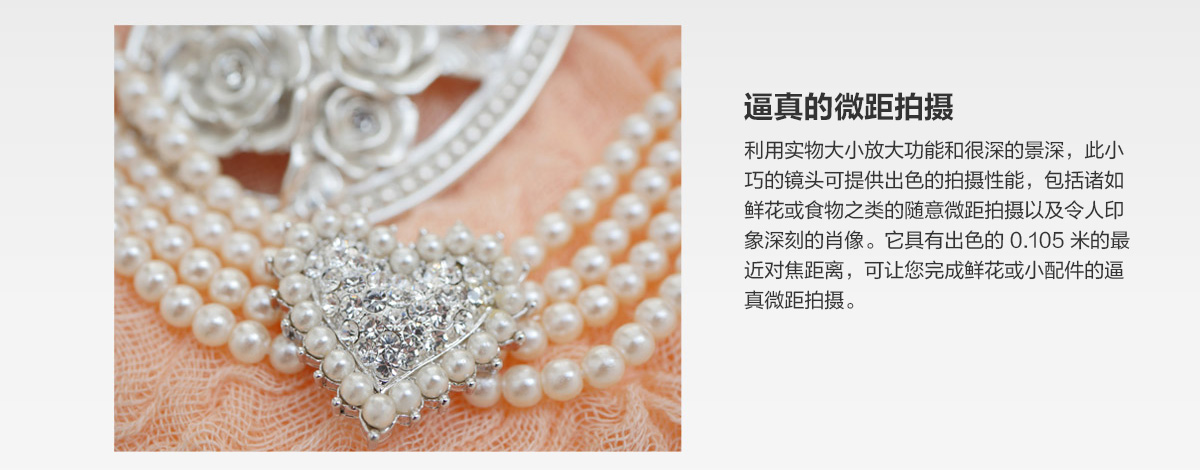 逼真的微距拍摄
利用实物大小放大功能和很深的景深，此小
巧的镜头可提供出色的拍摄性能，包括诸如
鲜花或食物之类的随意微距拍摄以及令人印
象深刻的肖像。它具有出色的 0.105 米的最
近对焦距离，可让您完成鲜花或小配件的逼
真微距拍摄。